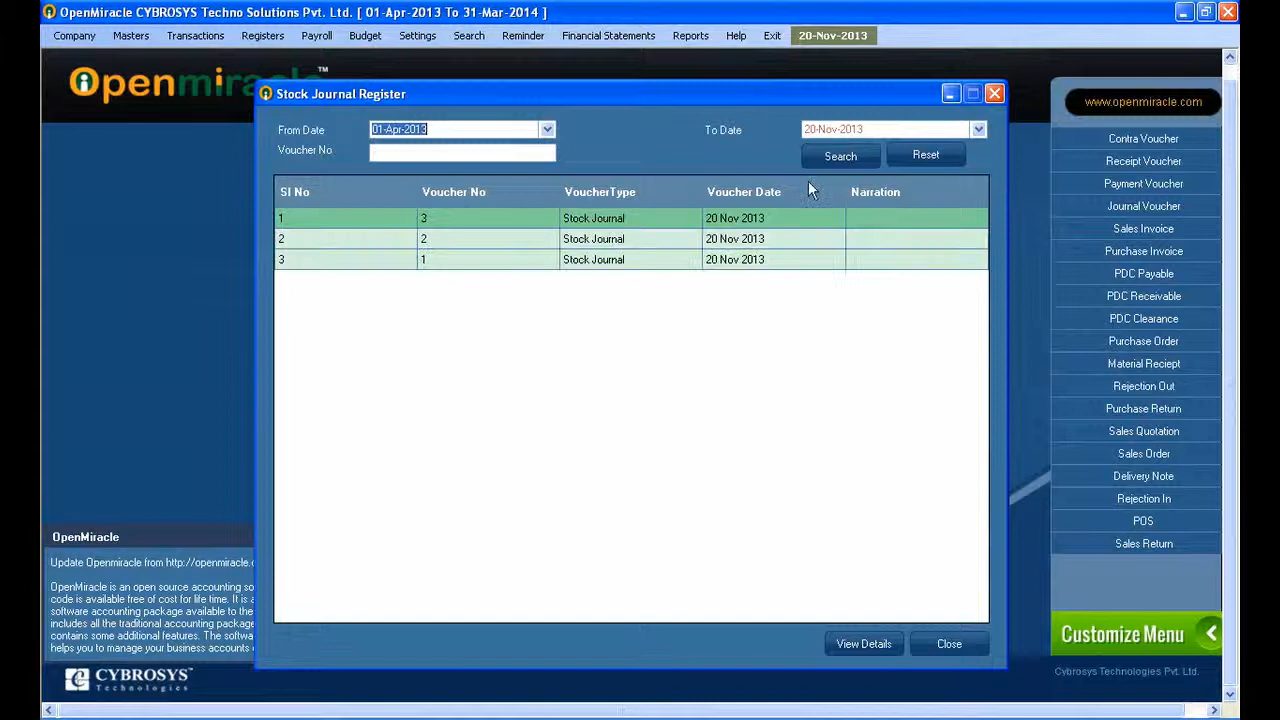 OpenMiracle CYBROSYS Techno Solutions Pvt. Ltd. [ 01-Apr-2013 To 31-Mar-2014 ]
Company Masters Transactions Registers Payroll Budget Settings Search Reminder Financial Statements Reports Help Exit 20-Nov-2013
™
Stock Journal Register
From Date 01-Apr-2013 To Date 20-Nov-2013
Voucher No
Search Reset
Sl No Voucher No VoucherType Voucher Date Narration
1 3 Stock Journal 20 Nov 2013
2 2 Stock Journal 20 Nov 2013
3 1 Stock Journal 20 Nov 2013
View Details Close
www.openmiracle.com
Contra Voucher
Receipt Voucher
Payment Voucher
Journal Voucher
Sales Invoice
Purchase Invoice
PDC Payable
PDC Receivable
PDC Clearance
Purchase Order
Material Reciept
Rejection Out
Purchase Return
Sales Quotation
Sales Order
Delivery Note
Rejection In
POS
Sales Return
Customize Menu
Cybrosys Technologies Pvt. Ltd.
OpenMiracle
Update Openmiracle from http://openmiracle.
OpenMiracle is an open source accounting
code is available free of cost for life time. It is
software accounting package available to the
includes all the traditional accounting package
contains some additional features. The
helps you to manage your business accounts
CYBROSYS
Technologies